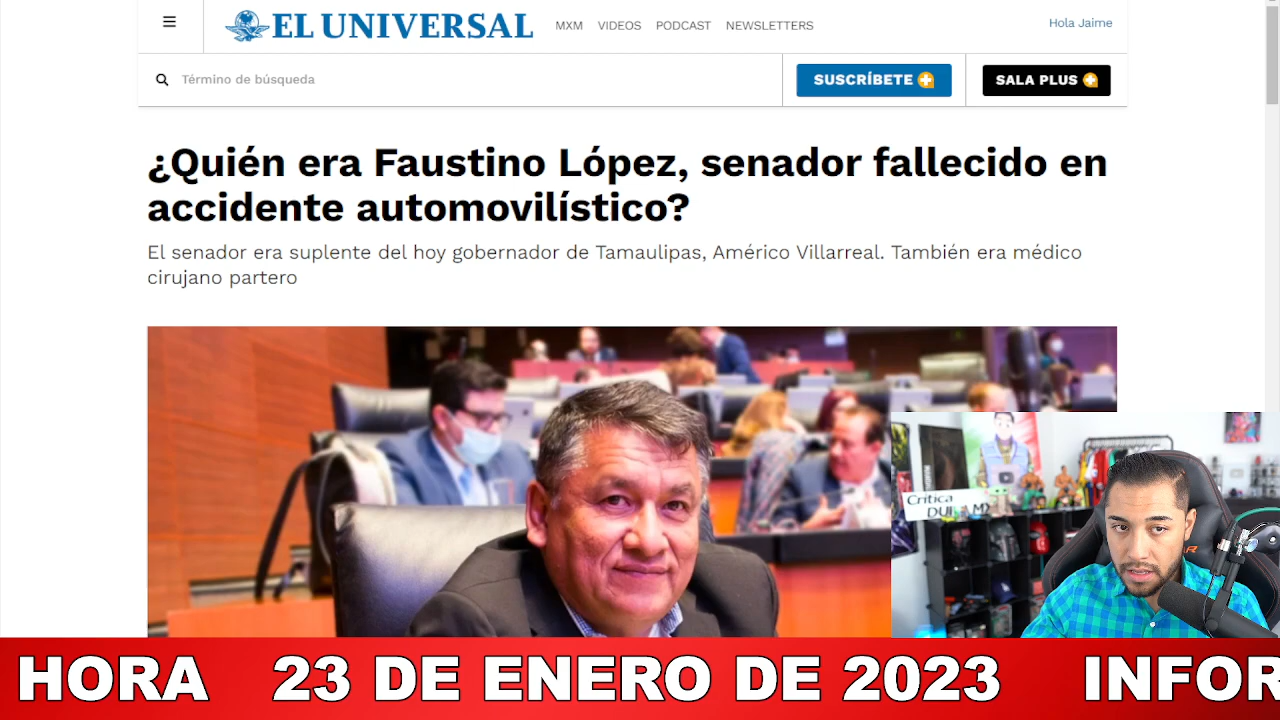 EL UNIVERSAL
MXM VIDEOS PODCAST NEWSLETTERS
Hola Jaime
Término de búsqueda
SUSCRÍBETE
SALA PLUS
¿Quién era Faustino López, senador fallecido en
accidente automovilístico?
El senador era suplente del hoy gobernador de Tamaulipas, Américo Villarreal. También era médico
cirujano partero
Crítica
HORA 23 DE ENERO DE 2023 INFOR